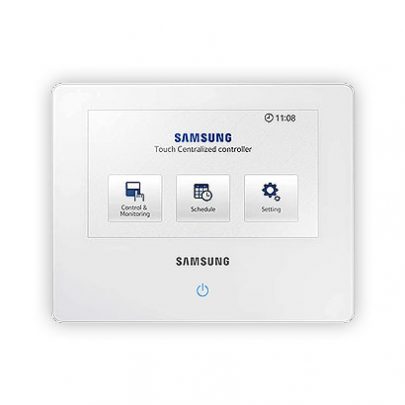 11:08
SAMSUNG
Touch Centralized controller
Control &
Monitoring
Schedule
Setting
SAMSUNG